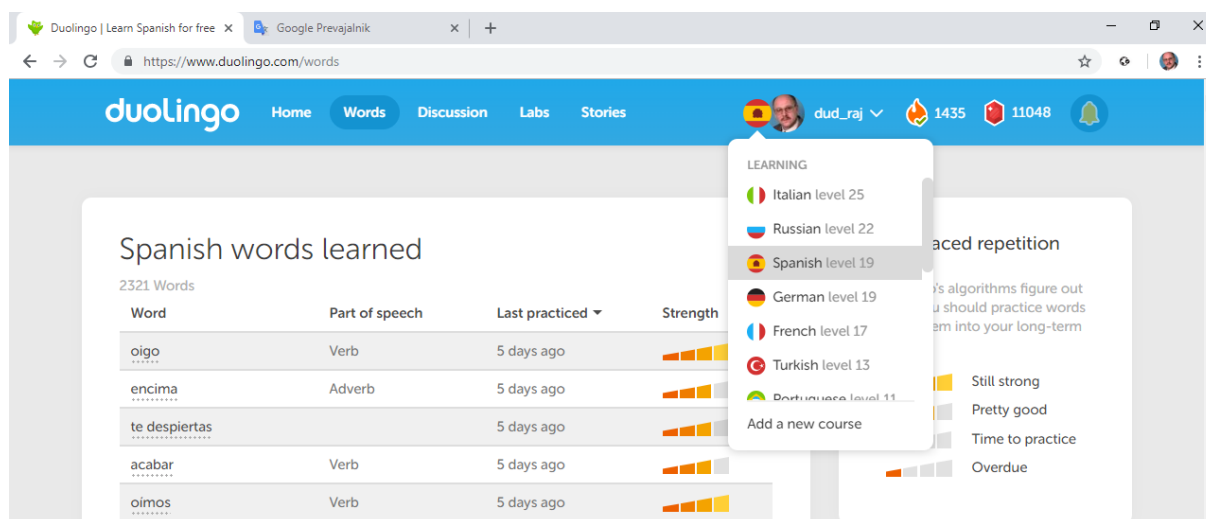 Duolingo | Learn Spanish for free
Google Prevajalnik
https://www.duolingo.com/words
duolingo Home Words Discussion Labs Stories dud_raj 1435 11048
LEARNING
Italian level 25
Russian level 22
Spanish level 19
German level 19
French level 17
Turkish level 13
Portuguese level 11
Add a new course
Spanish words learned
2321 Words
Word Part of speech Last practiced Strength
oigo Verb 5 days ago
encima Adverb 5 days ago
te despiertas 5 days ago
acabar Verb 5 days ago
oímos Verb 5 days ago
repetition
algorithms figure out
should practice words
into your long-term
Still strong
Pretty good
Time to practice
Overdue